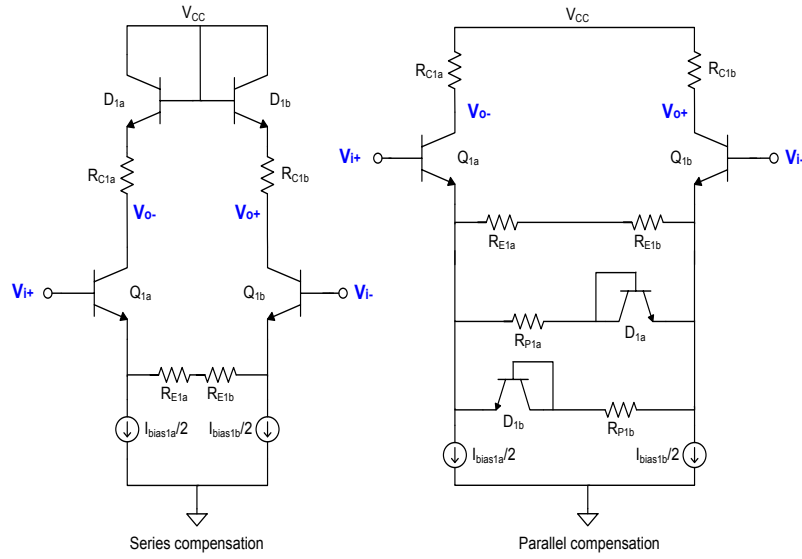 VCC
D1a
D1b
RC1a
RC1b
Vo-
Vo+
Vi+
Q1a
Q1b
Vi-
RE1a
RE1b
Ibias1a/2
Ibias1b/2
Series compensation
VCC
RC1a
RC1b
Vo-
Vo+
Vi+
Q1a
Q1b
Vi-
RE1a
RE1b
RP1a
D1a
D1b
RP1b
Ibias1a/2
Ibias1b/2
Parallel compensation